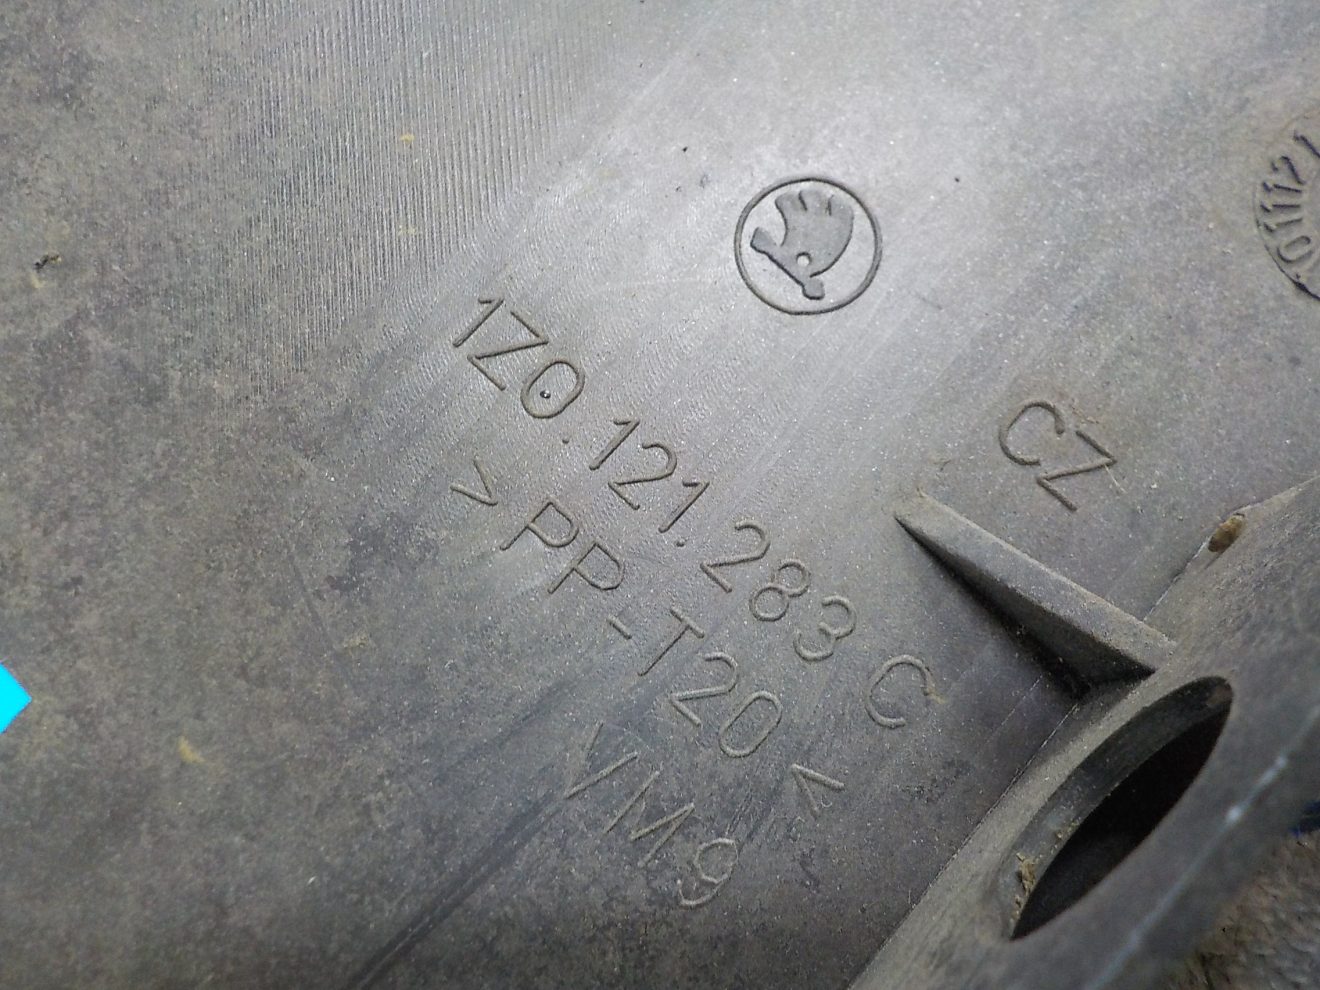 1Z0.121.283 C
>PP-T20<
VM9
CZ